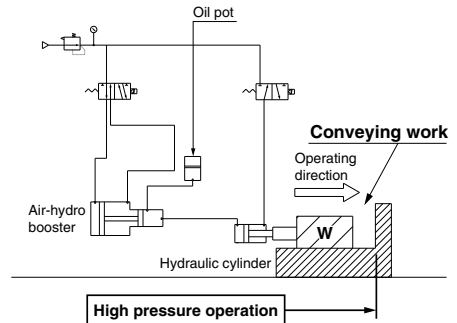 Oil pot
Conveying work
Operating
direction
Air-hydro
booster
W
Hydraulic cylinder
High pressure operation